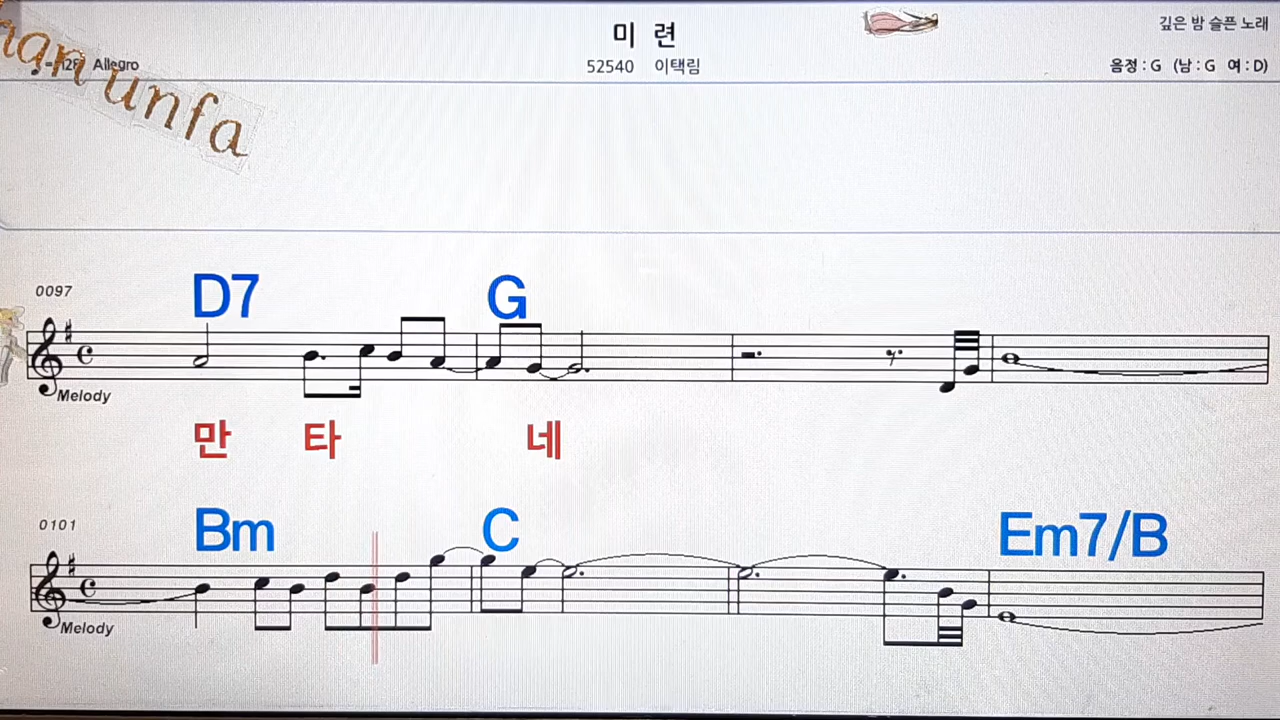 미 련
깊은 밤 슬픈 노래
52540 이택림
Allegro
음정 : G (남 : G 여 : D)
unfa
0097
D7 G
Melody
만 타 네
0101
Bm C Em7/B
Melody